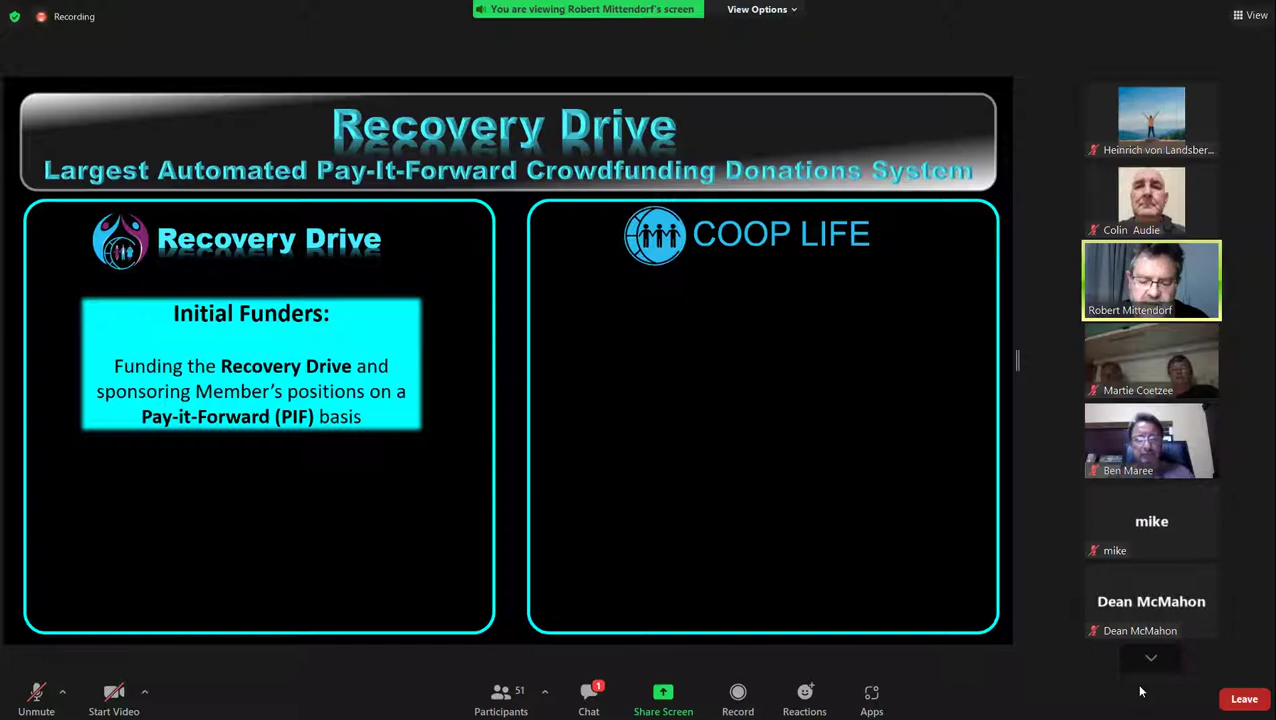 Recording
You are viewing Robert Mittendorf's screen
View Options
View
Recovery Drive
Largest Automated Pay-It-Forward Crowdfunding Donations System
Recovery Drive
Initial Funders:
Funding the Recovery Drive and
sponsoring Member's positions on a
Pay-it-Forward (PIF) basis
COOP LIFE
Heinrich von Landsber...
Colin Audie
Robert Mittendorf
Martie Coetzee
Ben Maree
mike
mike
Dean McMahon
Dean McMahon
Unmute
Start Video
51
Participants
1
Chat
Share Screen
Record
Reactions
Apps
Leave